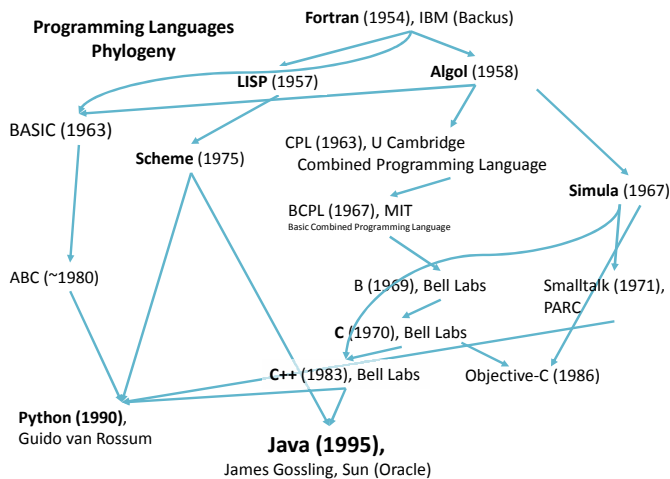 Programming Languages
Phylogeny
Fortran (1954), IBM (Backus)
LISP (1957)
Algol (1958)
BASIC (1963)
CPL (1963), U Cambridge
Combined Programming Language
Scheme (1975)
Simula (1967)
BCPL (1967), MIT
Basic Combined Programming Language
ABC (~1980)
B (1969), Bell Labs
Smalltalk (1971),
PARC
C (1970), Bell Labs
C++ (1983), Bell Labs
Objective-C (1986)
Python (1990),
Guido van Rossum
Java (1995),
James Gossling, Sun (Oracle)